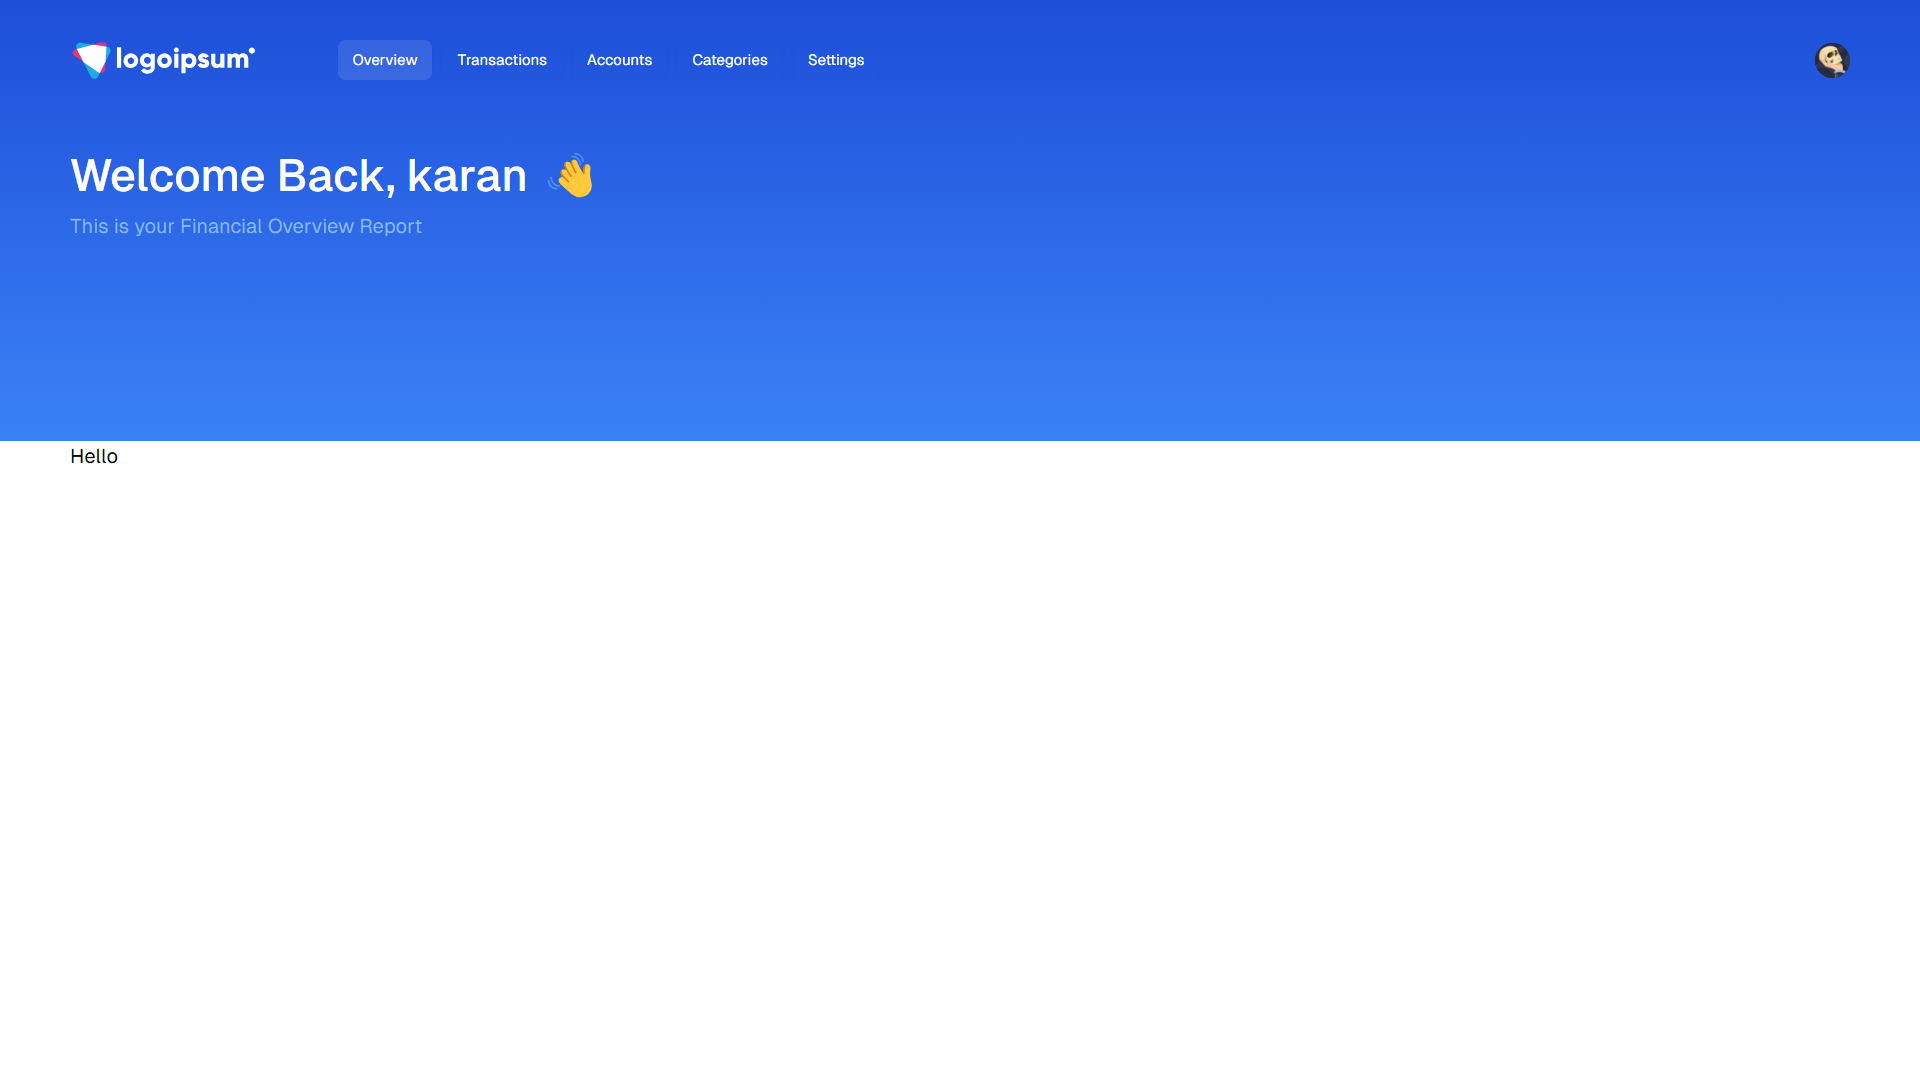 logoipsum
Overview
Transactions
Accounts
Categories
Settings
Welcome Back, karan 👋
This is your Financial Overview Report
Hello